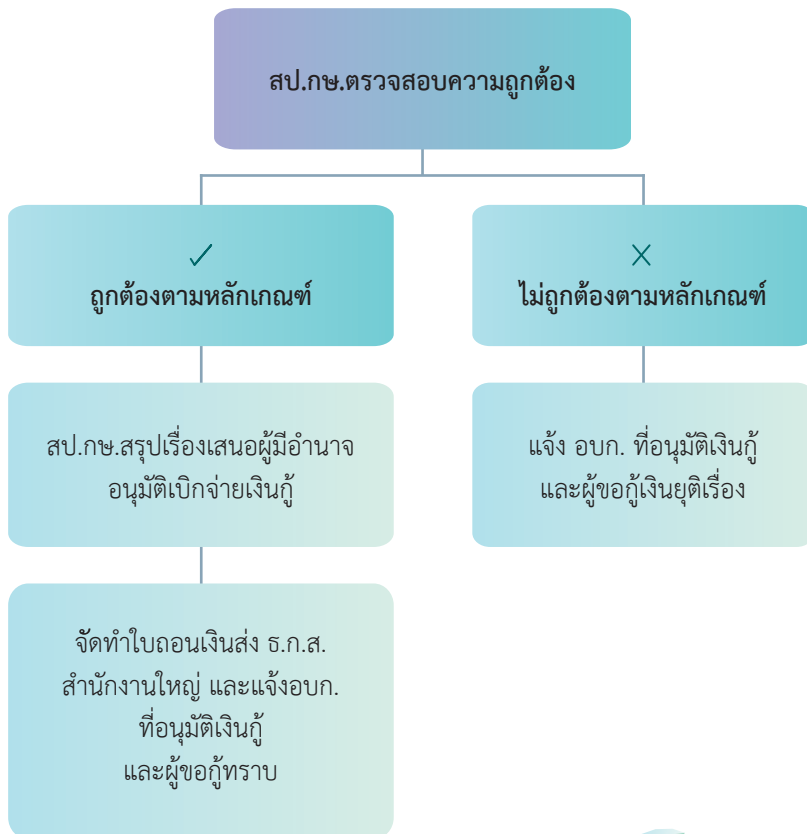 สป.กษ.ตรวจสอบความถูกต้อง
✓
ถูกต้องตามหลักเกณฑ์
✕
ไม่ถูกต้องตามหลักเกณฑ์
สป.กษ.สรุปเรื่องเสนอผู้มีอำนาจ
อนุมัติเบิกจ่ายเงินกู้
แจ้ง อบก. ที่อนุมัติเงินกู้
และผู้ขอกู้เงินยุติเรื่อง
จัดทำใบถอนเงินส่ง ธ.ก.ส.
สำนักงานใหญ่ และแจ้งอบก.
ที่อนุมัติเงินกู้
และผู้ขอกู้ทราบ